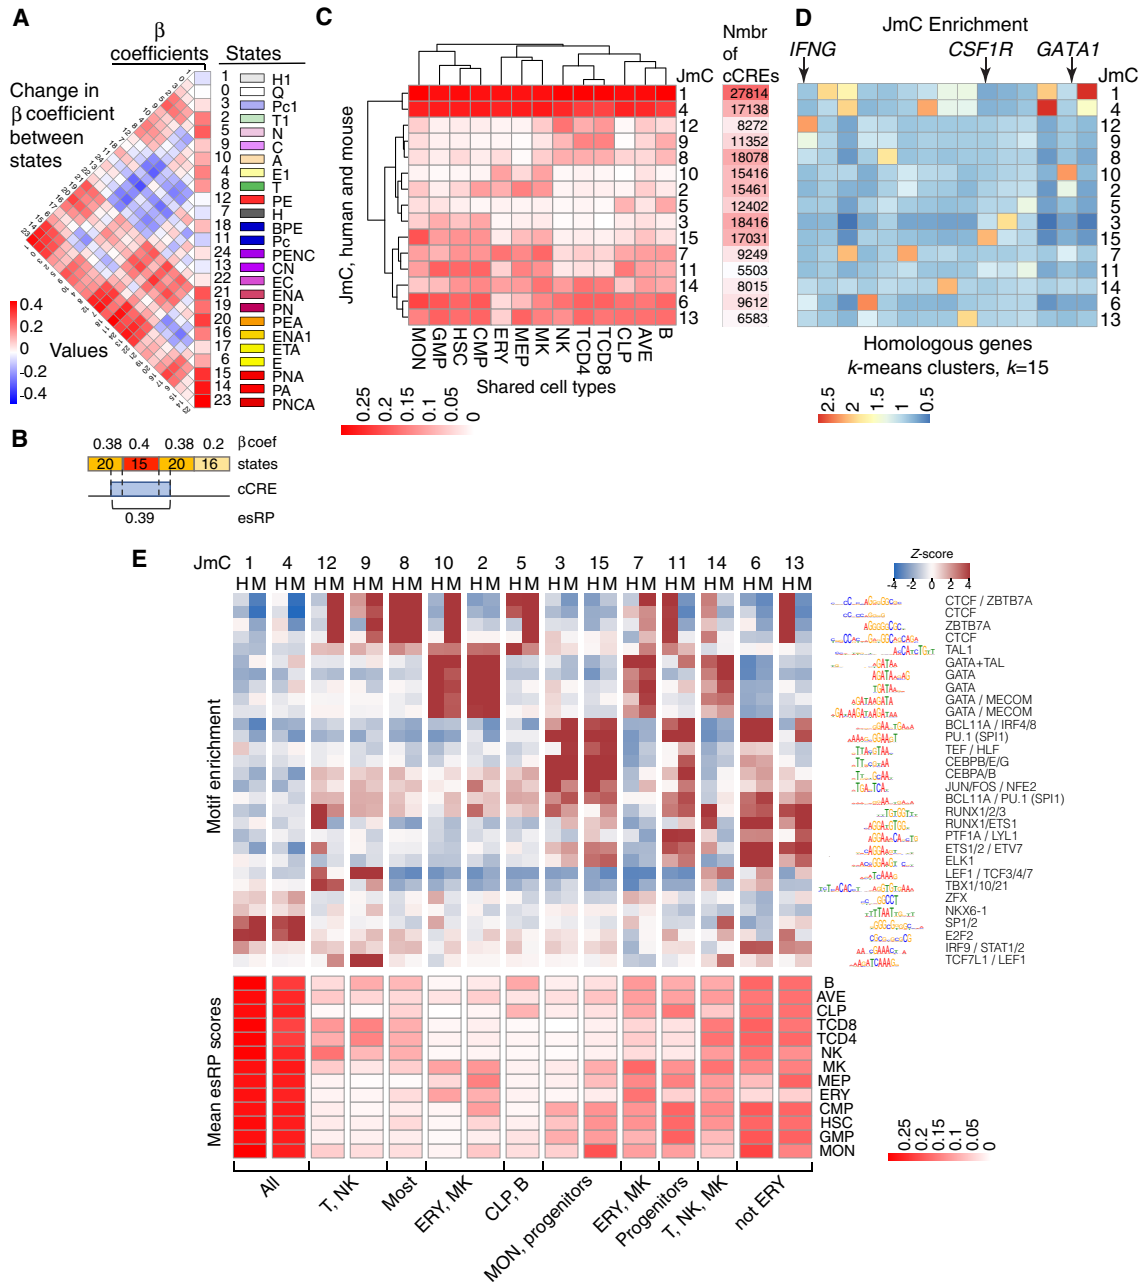 A
β
coefficients
States
Change in
β coefficient
between
states
1 H1
0 Q
3 Pc1
2 T1
5 N
9 C
10 A
4 E1
8 T
12 PE
7 H
18 BPE
11 Pc
24 PENC
13 CN
22 EC
21 ENA
19 PN
20 PEA
16 ENA1
17 ETA
6 E
15 PNA
14 PA
23 PNCA
0.4
0.2
0
-0.2
-0.4
Values
B
0.38 0.4 0.38 0.2 β coef
20 15 20 16 states
cCRE
0.39 esRP
C
Nmbr
of
cCREs
JmC
JmC, human and mouse
1 27814
4 17138
12 8272
9 11352
8 18078
10 15416
2 15461
5 12402
3 18416
15 17031
7 9249
11 5503
14 8015
6 9612
13 6583
MON GMP HSC CMP ERY MEP MK NK TCD4 TCD8 CLP AVE B
Shared cell types
0.25 0.2 0.15 0.1 0.05 0
D
JmC Enrichment
IFNG CSF1R GATA1
JmC
1
4
12
9
8
10
2
5
3
15
7
11
14
6
13
Homologous genes
k-means clusters, k=15
2.5 2 1.5 1 0.5
E
JmC 1 4 12 9 8 10 2 5 3 15 7 11 14 6 13
H M H M H M H M H M H M H M H M H M H M H M H M H M H M H M
Z-score
-4 -2 0 2 4
Motif enrichment
CTCF / ZBTB7A
CTCF
ZBTB7A
CTCF
TAL1
GATA+TAL
GATA
GATA
GATA / MECOM
GATA / MECOM
BCL11A / IRF4/8
PU.1 (SPI1)
TEF / HLF
CEBPB/E/G
CEBPA/B
JUN/FOS / NFE2
BCL11A / PU.1 (SPI1)
RUNX1/2/3
RUNX1/ETS1
PTF1A / LYL1
ETS1/2 / ETV7
ELK1
LEF1 / TCF3/4/7
TBX1/10/21
ZFX
NKX6-1
SP1/2
E2F2
IRF9 / STAT1/2
TCF7L1 / LEF1
Mean esRP scores
B
AVE
CLP
TCD8
TCD4
NK
MK
MEP
ERY
CMP
HSC
GMP
MON
0.25 0.2 0.15 0.1 0.05 0
All
T, NK
Most
ERY, MK
CLP, B
MON, progenitors
ERY, MK
Progenitors
T, NK, MK
not ERY